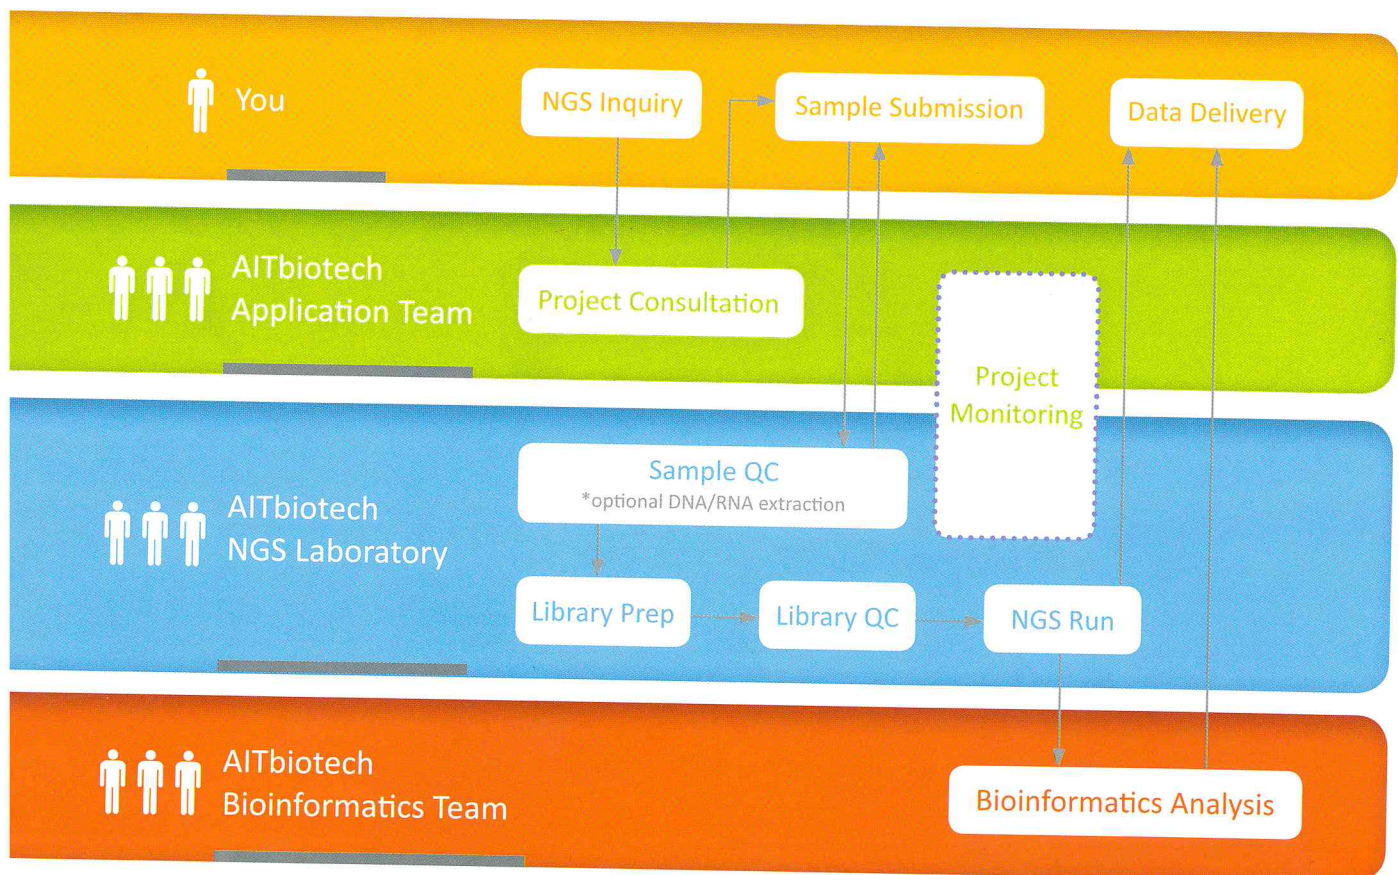 You
NGS Inquiry
Sample Submission
Data Delivery
AITbiotech
Application Team
Project Consultation
Project
Monitoring
AITbiotech
NGS Laboratory
Sample QC
*optional DNA/RNA extraction
Library Prep
Library QC
NGS Run
AITbiotech
Bioinformatics Team
Bioinformatics Analysis